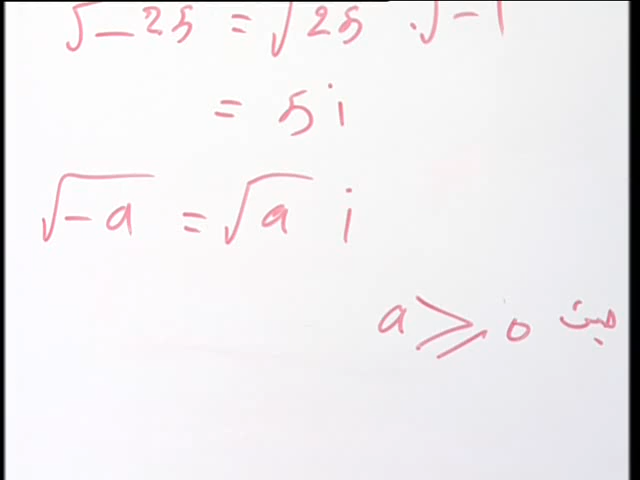 √-25 = √25 . √-1
= 5i
√-a = √a i
حيث a ⩾ 0